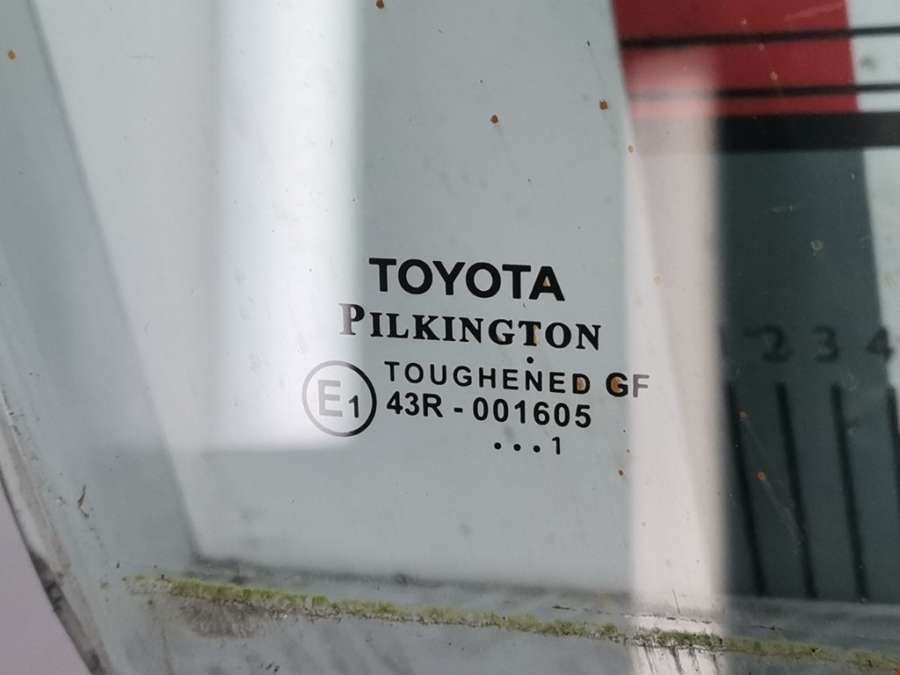 TOYOTA
PILKINGTON
TOUGHENED GF
E1 43R - 001605
...1
2 3 4